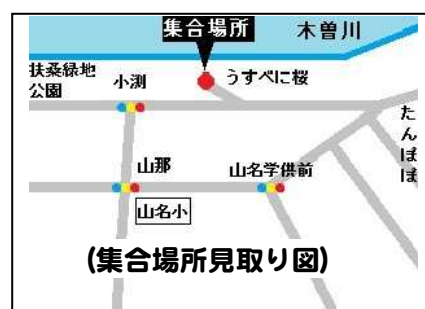 集合場所
木曽川
扶桑緑地
公園
小渕
うすべに桜
たんぽぽ
山那
山名学供前
山名小
(集合場所見取り図)